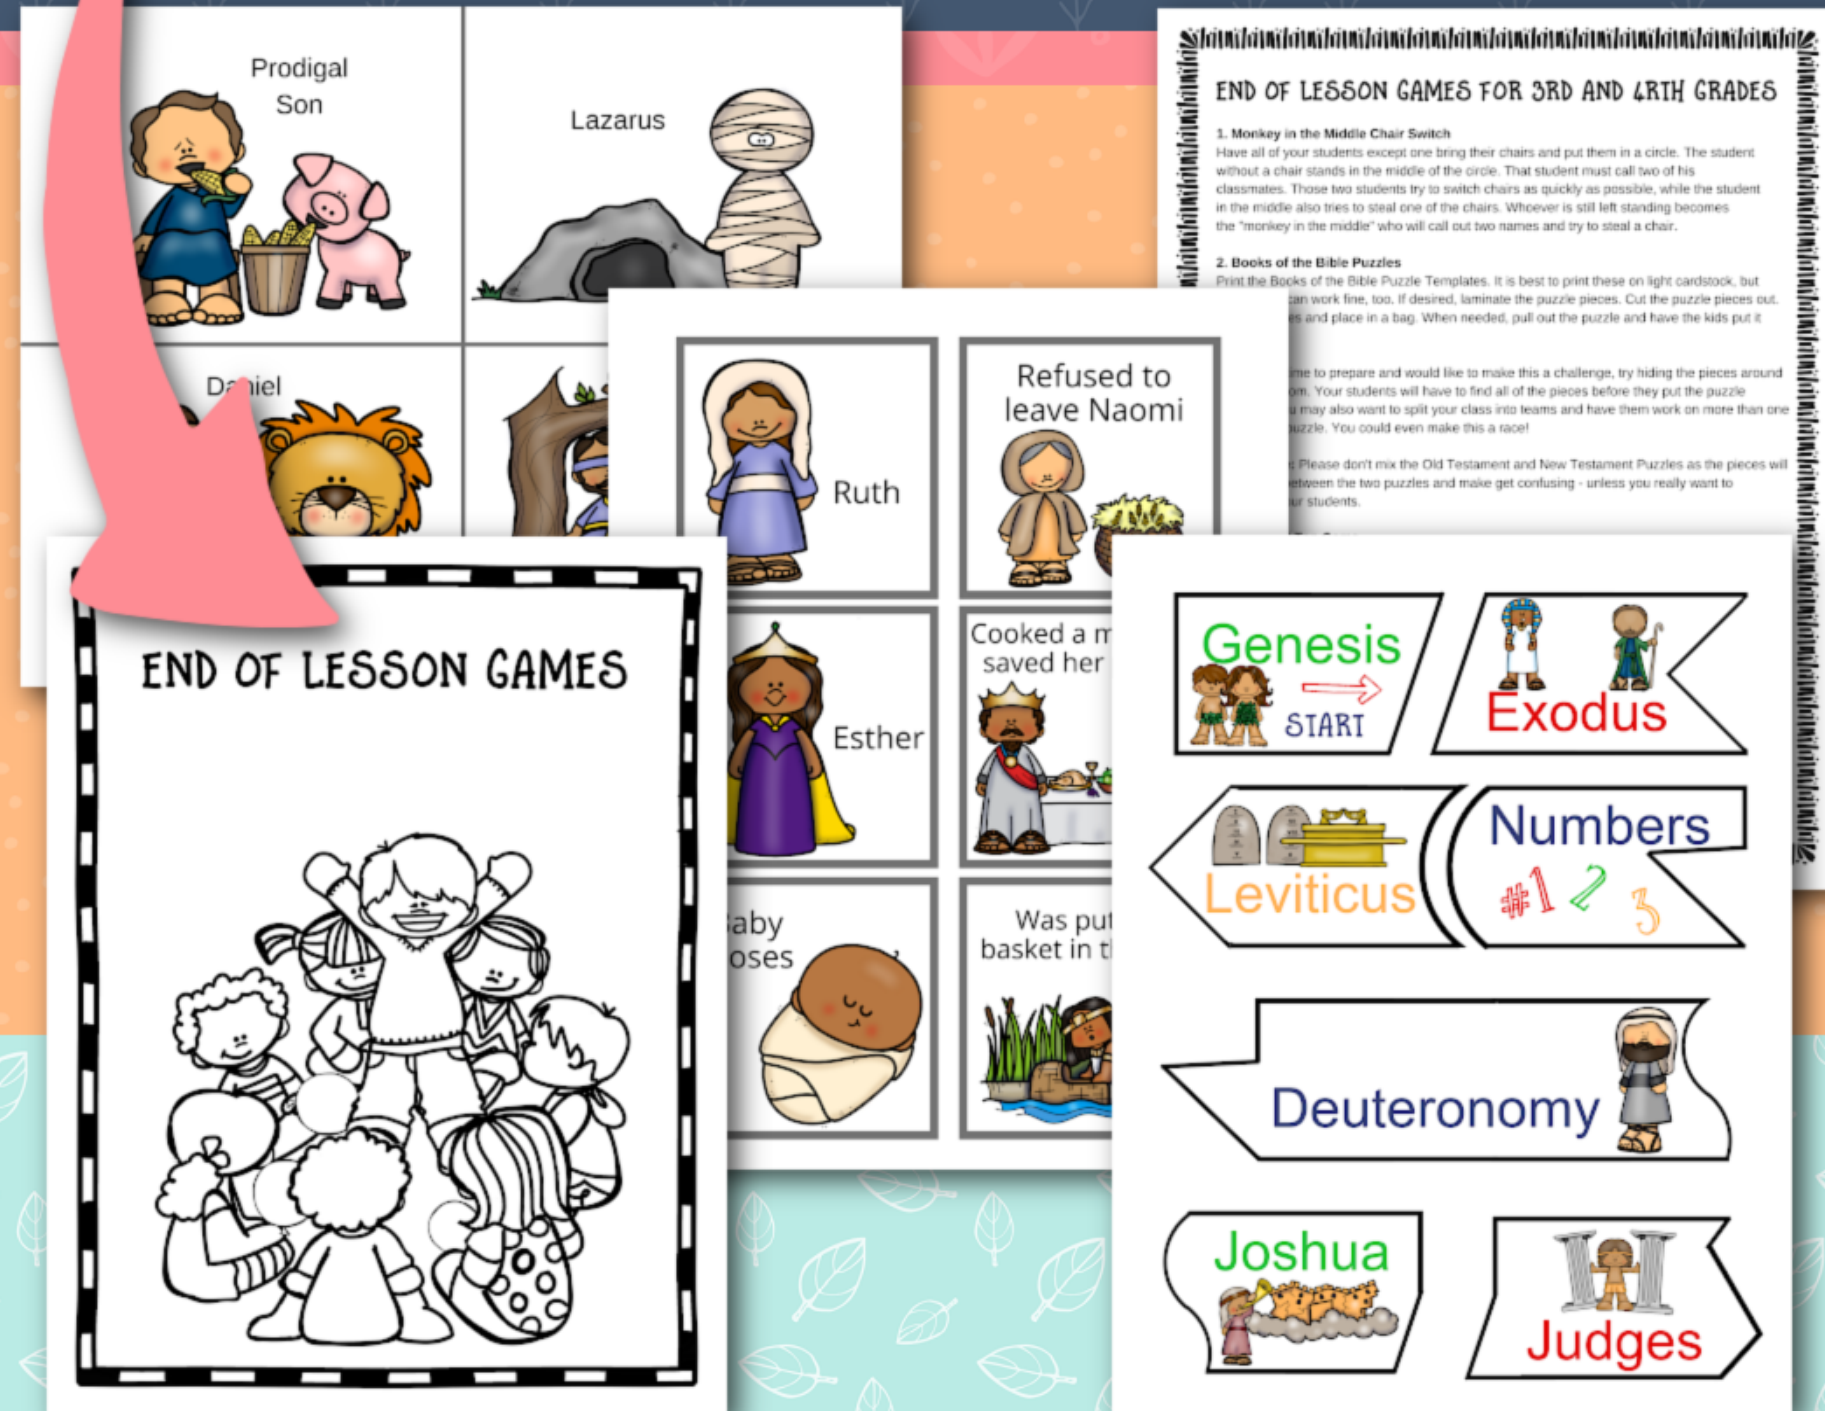 Prodigal
Son
Lazarus
Daniel
END OF LESSON GAMES FOR 3RD AND 4RTH GRADES
1. Monkey in the Middle Chair Switch
Have all of your students except one bring their chairs and put them in a circle. The student
without a chair stands in the middle of the circle. That student must call two of his
classmates. Those two students try to switch chairs as quickly as possible, while the student
in the middle also tries to steal one of the chairs. Whoever is still left standing becomes
the "monkey in the middle" who will call out two names and try to steal a chair.
2. Books of the Bible Puzzles
Print the Books of the Bible Puzzle Templates. It is best to print these on light cardstock, but
can work fine, too. If desired, laminate the puzzle pieces. Cut the puzzle pieces out.
and place in a bag. When needed, pull out the puzzle and have the kids put it
to prepare and would like to make this a challenge, try hiding the pieces around
Your students will have to find all of the pieces before they put the puzzle
may also want to split your class into teams and have them work on more than one
puzzle. You could even make this a race!
Please don't mix the Old Testament and New Testament Puzzles as the pieces will
between the two puzzles and make get confusing - unless you really want to
students.
Ruth
Refused to
leave Naomi
Esther
Cooked a
saved her
Baby
Moses
Was put
basket in
END OF LESSON GAMES
Genesis
START
Exodus
Leviticus
Numbers
#1 2 3
Deuteronomy
Joshua
Judges